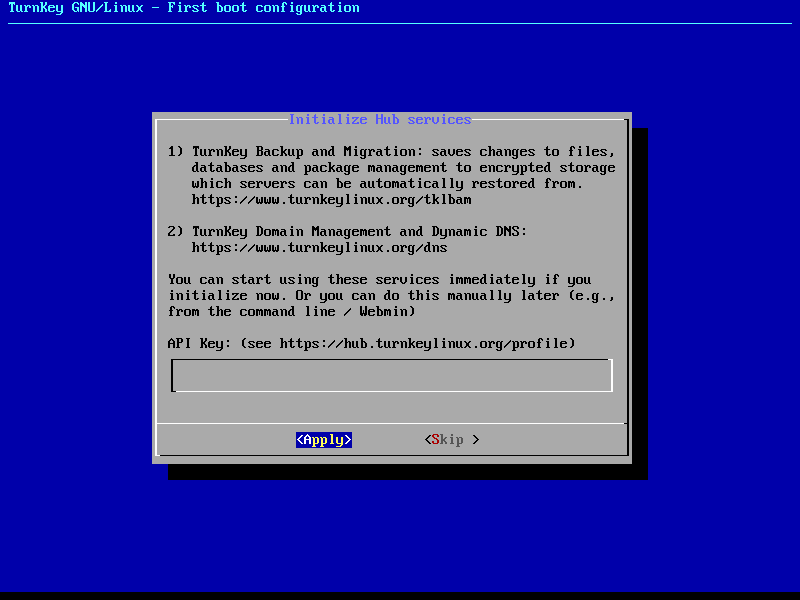 TurnKey GNU/Linux - First boot configuration
Initialize Hub services
1) TurnKey Backup and Migration: saves changes to files,
databases and package management to encrypted storage
which servers can be automatically restored from.
https://www.turnkeylinux.org/tklbam
2) TurnKey Domain Management and Dynamic DNS:
https://www.turnkeylinux.org/dns
You can start using these services immediately if you
initialize now. Or you can do this manually later (e.g.,
from the command line / Webmin)
API Key: (see https://hub.turnkeylinux.org/profile)
<Apply> <Skip >